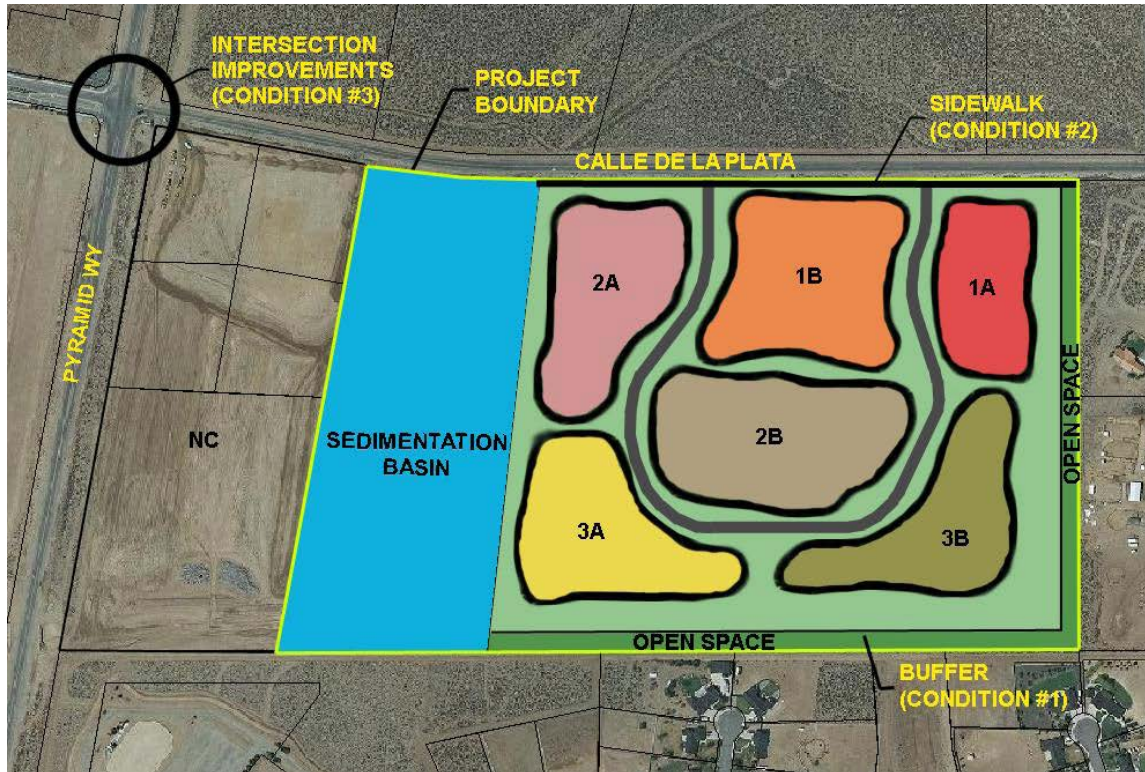 INTERSECTION
IMPROVEMENTS
(CONDITION #3)
PROJECT
BOUNDARY
SIDEWALK
(CONDITION #2)
CALLE DE LA PLATA
PYRAMID WY
2A
1B
1A
OPEN SPACE
NC
SEDIMENTATION
BASIN
2B
3A
3B
OPEN SPACE
BUFFER
(CONDITION #1)